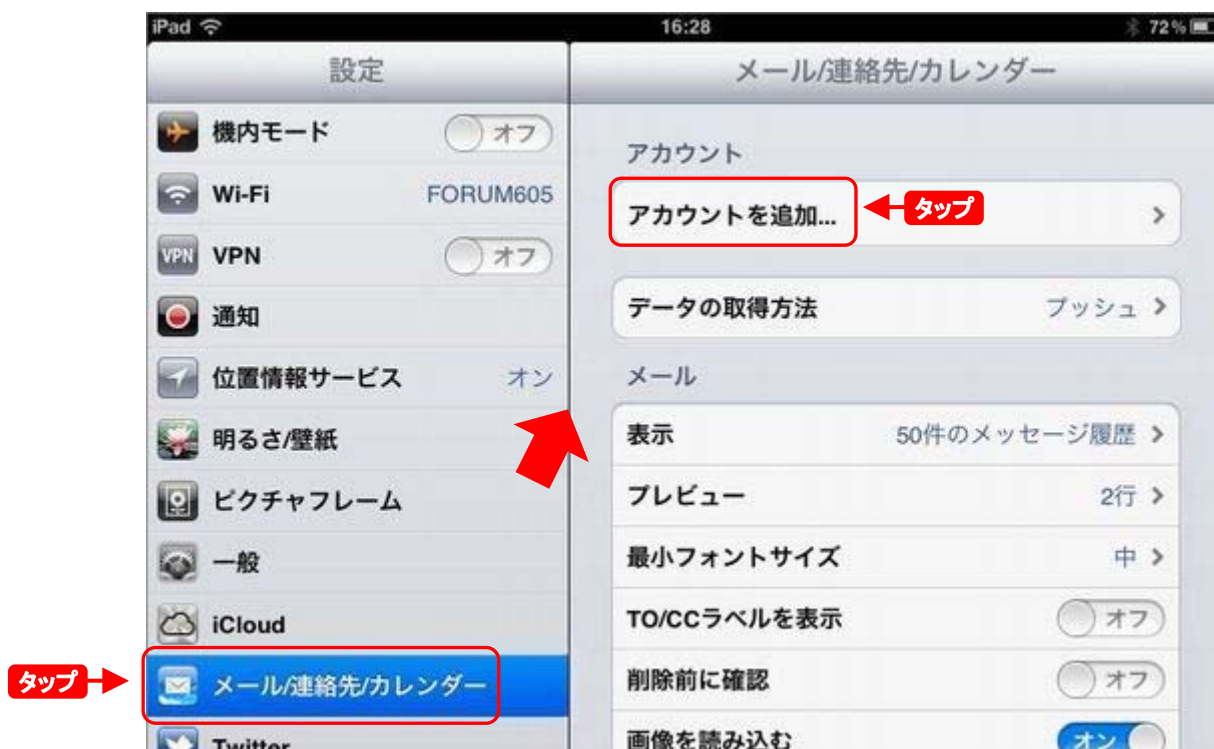 iPad 16:28 72%
設定
機内モード オフ
Wi-Fi FORUM605
VPN VPN オフ
通知
位置情報サービス オン
明るさ/壁紙
ピクチャフレーム
一般
iCloud
タップ メール/連絡先/カレンダー
Twitter
メール/連絡先/カレンダー
アカウント
アカウントを追加... タップ
データの取得方法 プッシュ
メール
表示 50件のメッセージ履歴
プレビュー 2行
最小フォントサイズ 中
TO/CCラベルを表示 オフ
削除前に確認 オフ
画像を読み込む オン